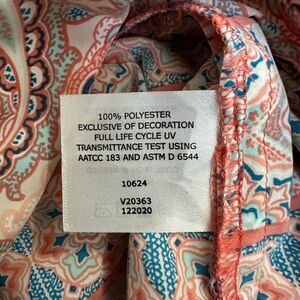 100% POLYESTER
EXCLUSIVE OF DECORATION
FULL LIFE CYCLE UV
TRANSMITTANCE TEST USING
AATCC 183 AND ASTM D 6544
10624
V20363
122020